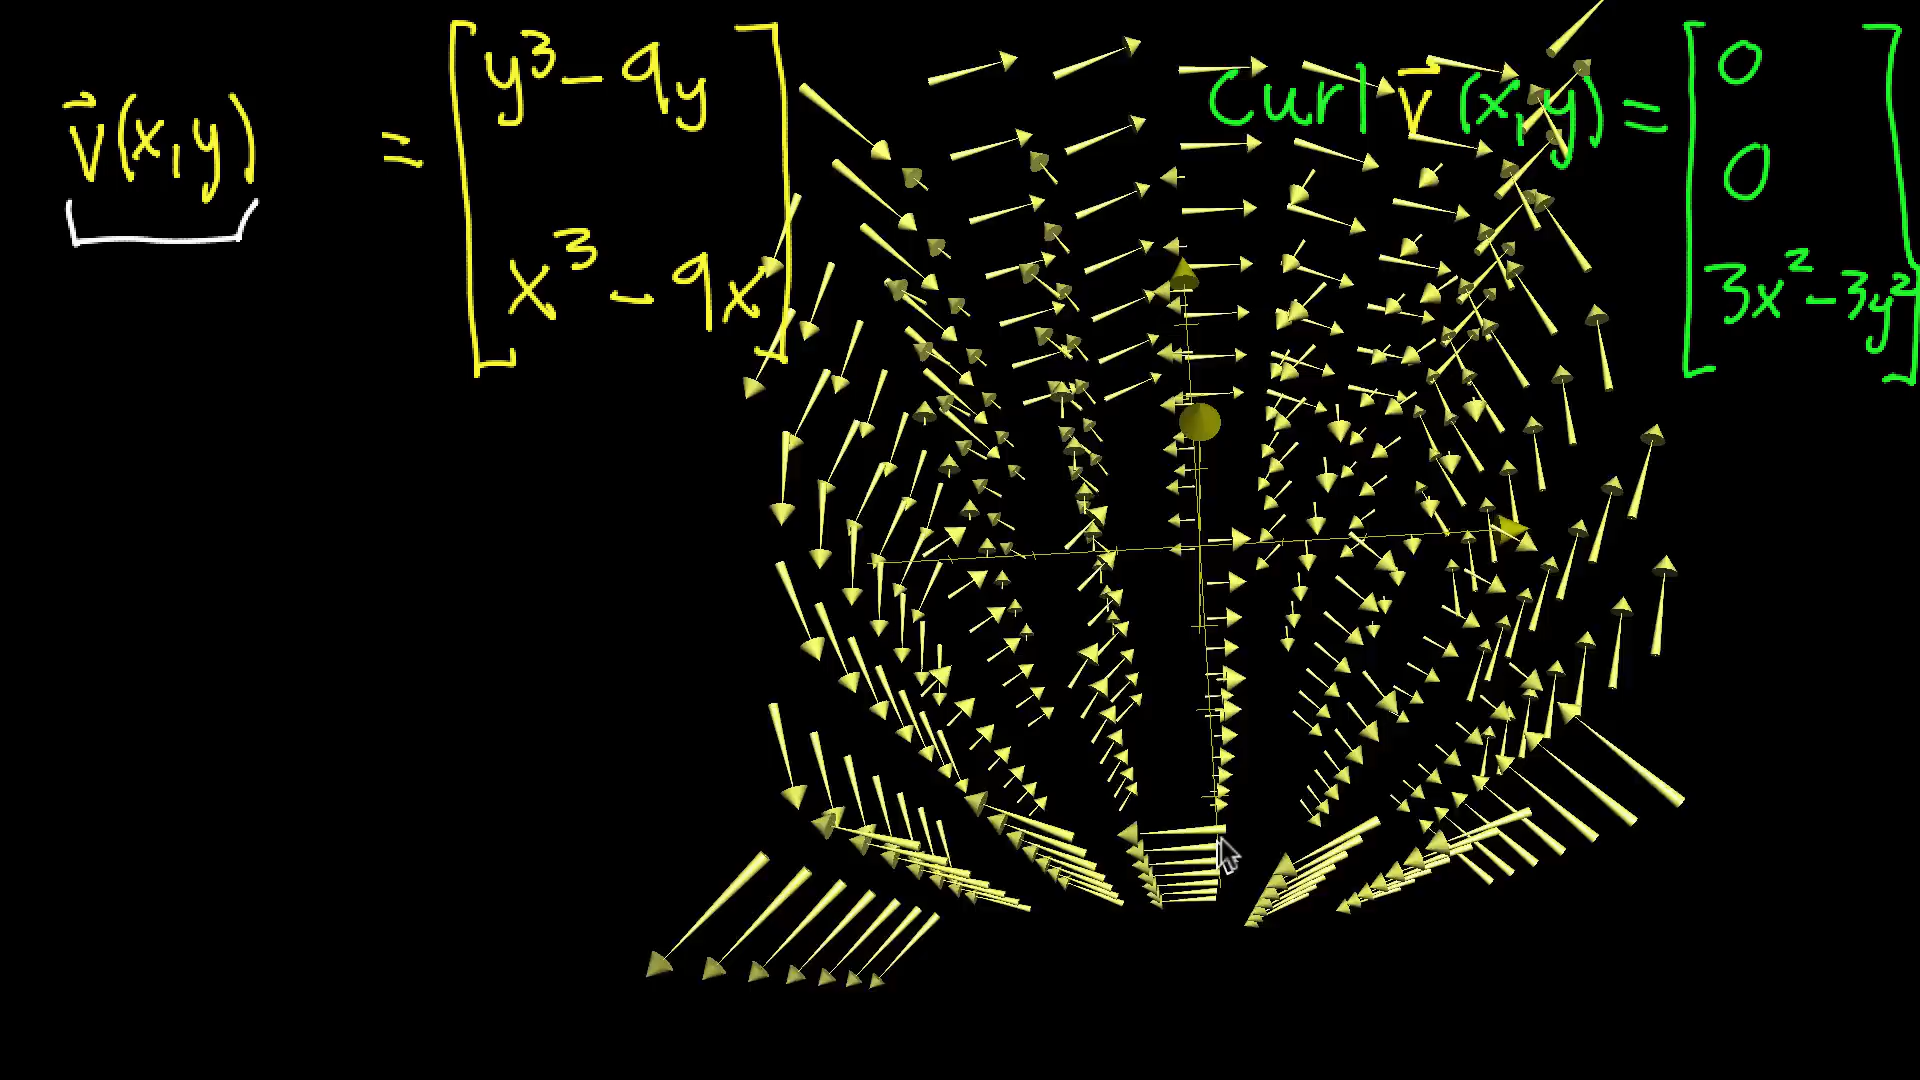 v⃗(x,y) = [y³-9y
x³-9x]
Curl v⃗(x,y) = [0
0
3x²-3y²]